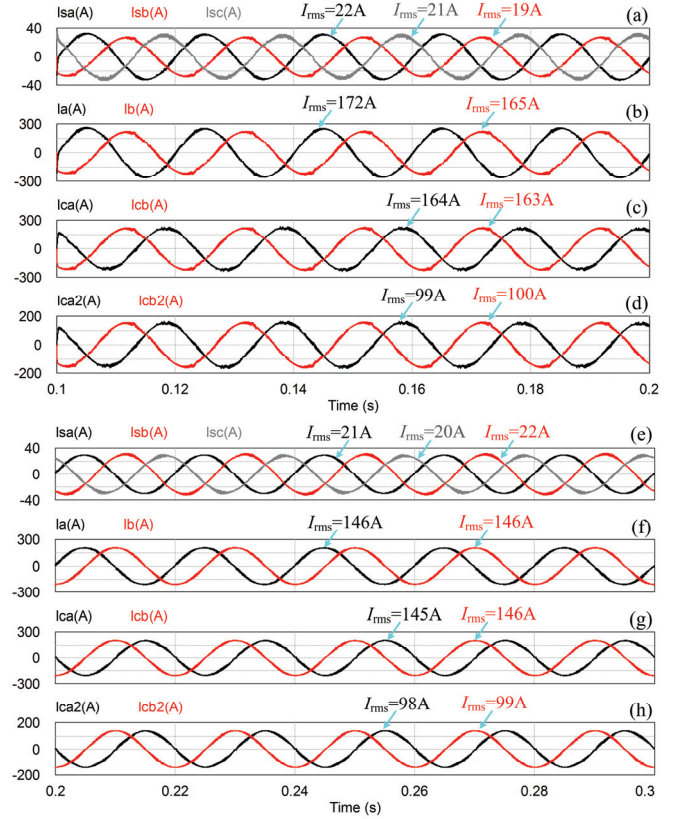 Isa(A) Isb(A) Isc(A) Irms=22A Irms=21A Irms=19A (a)
40
0
-40
Ia(A) Ib(A) Irms=172A Irms=165A (b)
300
0
-300
Ica(A) Icb(A) Irms=164A Irms=163A (c)
300
0
-300
Ica2(A) Icb2(A) Irms=99A Irms=100A (d)
200
0
-200
0.1 0.12 0.14 0.16 0.18 0.2
Time (s)
Isa(A) Isb(A) Isc(A) Irms=21A Irms=20A Irms=22A (e)
40
0
-40
Ia(A) Ib(A) Irms=146A Irms=146A (f)
300
0
-300
Ica(A) Icb(A) Irms=145A Irms=146A (g)
300
0
-300
Ica2(A) Icb2(A) Irms=98A Irms=99A (h)
200
0
-200
0.2 0.22 0.24 0.26 0.28 0.3
Time (s)